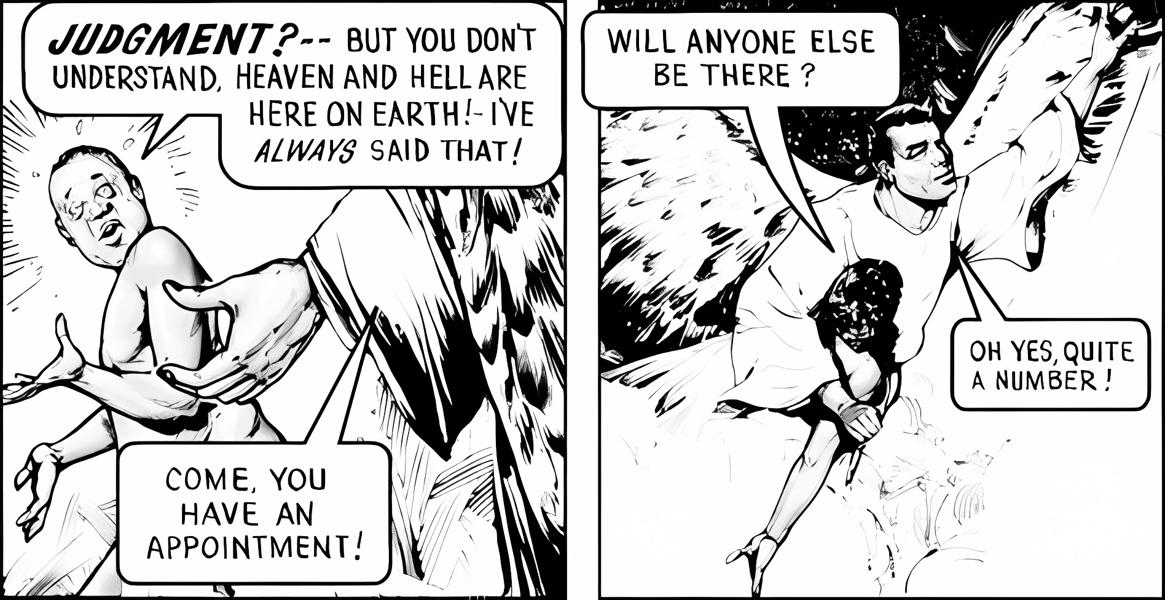 JUDGMENT?-- BUT YOU DON'T
UNDERSTAND, HEAVEN AND HELL ARE
HERE ON EARTH!- I'VE
ALWAYS SAID THAT!
COME, YOU
HAVE AN
APPOINTMENT!
WILL ANYONE ELSE
BE THERE?
OH YES, QUITE
A NUMBER!